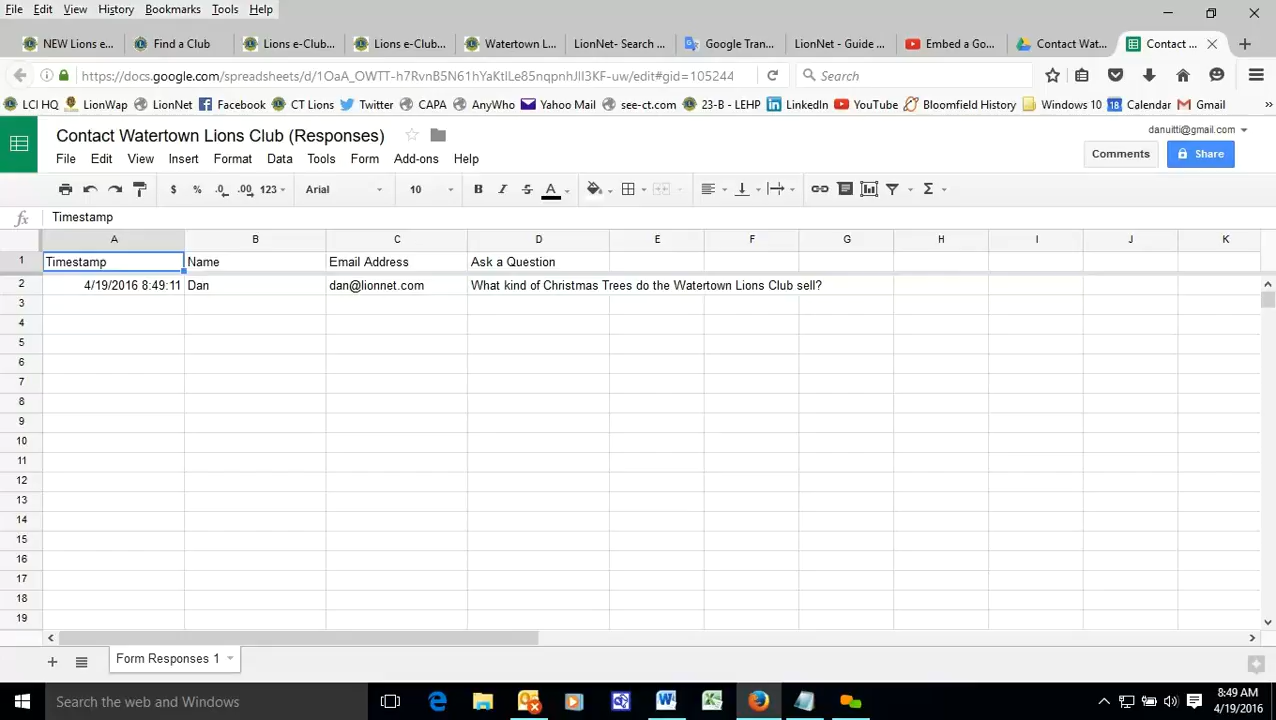 File Edit View History Bookmarks Tools Help
NEW Lions e... Find a Club Lions e-Club... Lions e-Club... Watertown L... LionNet- Search ... Google Tran... LionNet - Guide ... Embed a Go... Contact Wat... Contact ...
https://docs.google.com/spreadsheets/d/1OaA_OWTT-h7RvnB5N61hYaKtILe85nqbmhJII3KF-uw/edit#gid=105244 Search
LCI HQ LionWap LionNet Facebook CT Lions Twitter CAPA AnyWho Yahoo Mail see-ct.com 23-B - LEHP LinkedIn YouTube Bloomfield History Windows 10 18 Calendar Gmail »
Contact Watertown Lions Club (Responses) danuitti@gmail.com
File Edit View Insert Format Data Tools Form Add-ons Help Comments Share
$ % .0 .00 123 Arial 10 B I S A Σ
fx Timestamp
A B C D E F G H I J K
1 Timestamp Name Email Address Ask a Question
2 4/19/2016 8:49:11 Dan dan@lionnet.com What kind of Christmas Trees do the Watertown Lions Club sell?
3
4
5
6
7
8
9
10
11
12
13
14
15
16
17
18
19
Form Responses 1
Search the web and Windows 8:49 AM
4/19/2016